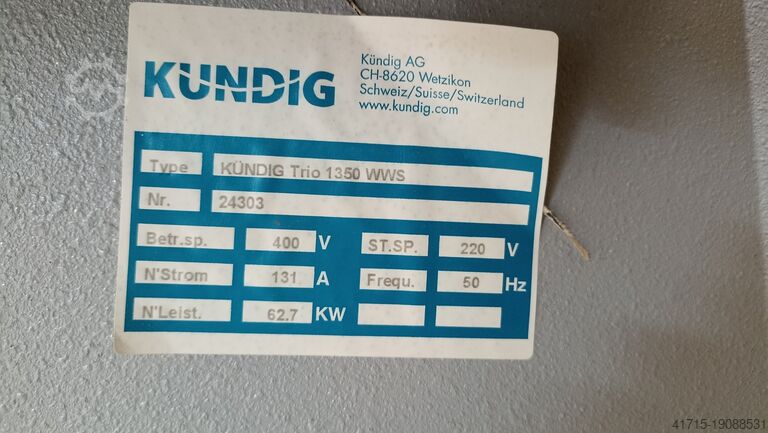 KÜNDIG
Kündig AG
CH-8620 Wetzikon
Schweiz/Suisse/Switzerland
www.kundig.com
Type KÜNDIG Trio 1350 WWS
Nr. 24303
Betr.sp. 400 V ST.SP. 220 V
N'Strom 131 A Frequ. 50 Hz
N'Leist. 62.7 KW
41715-19088531